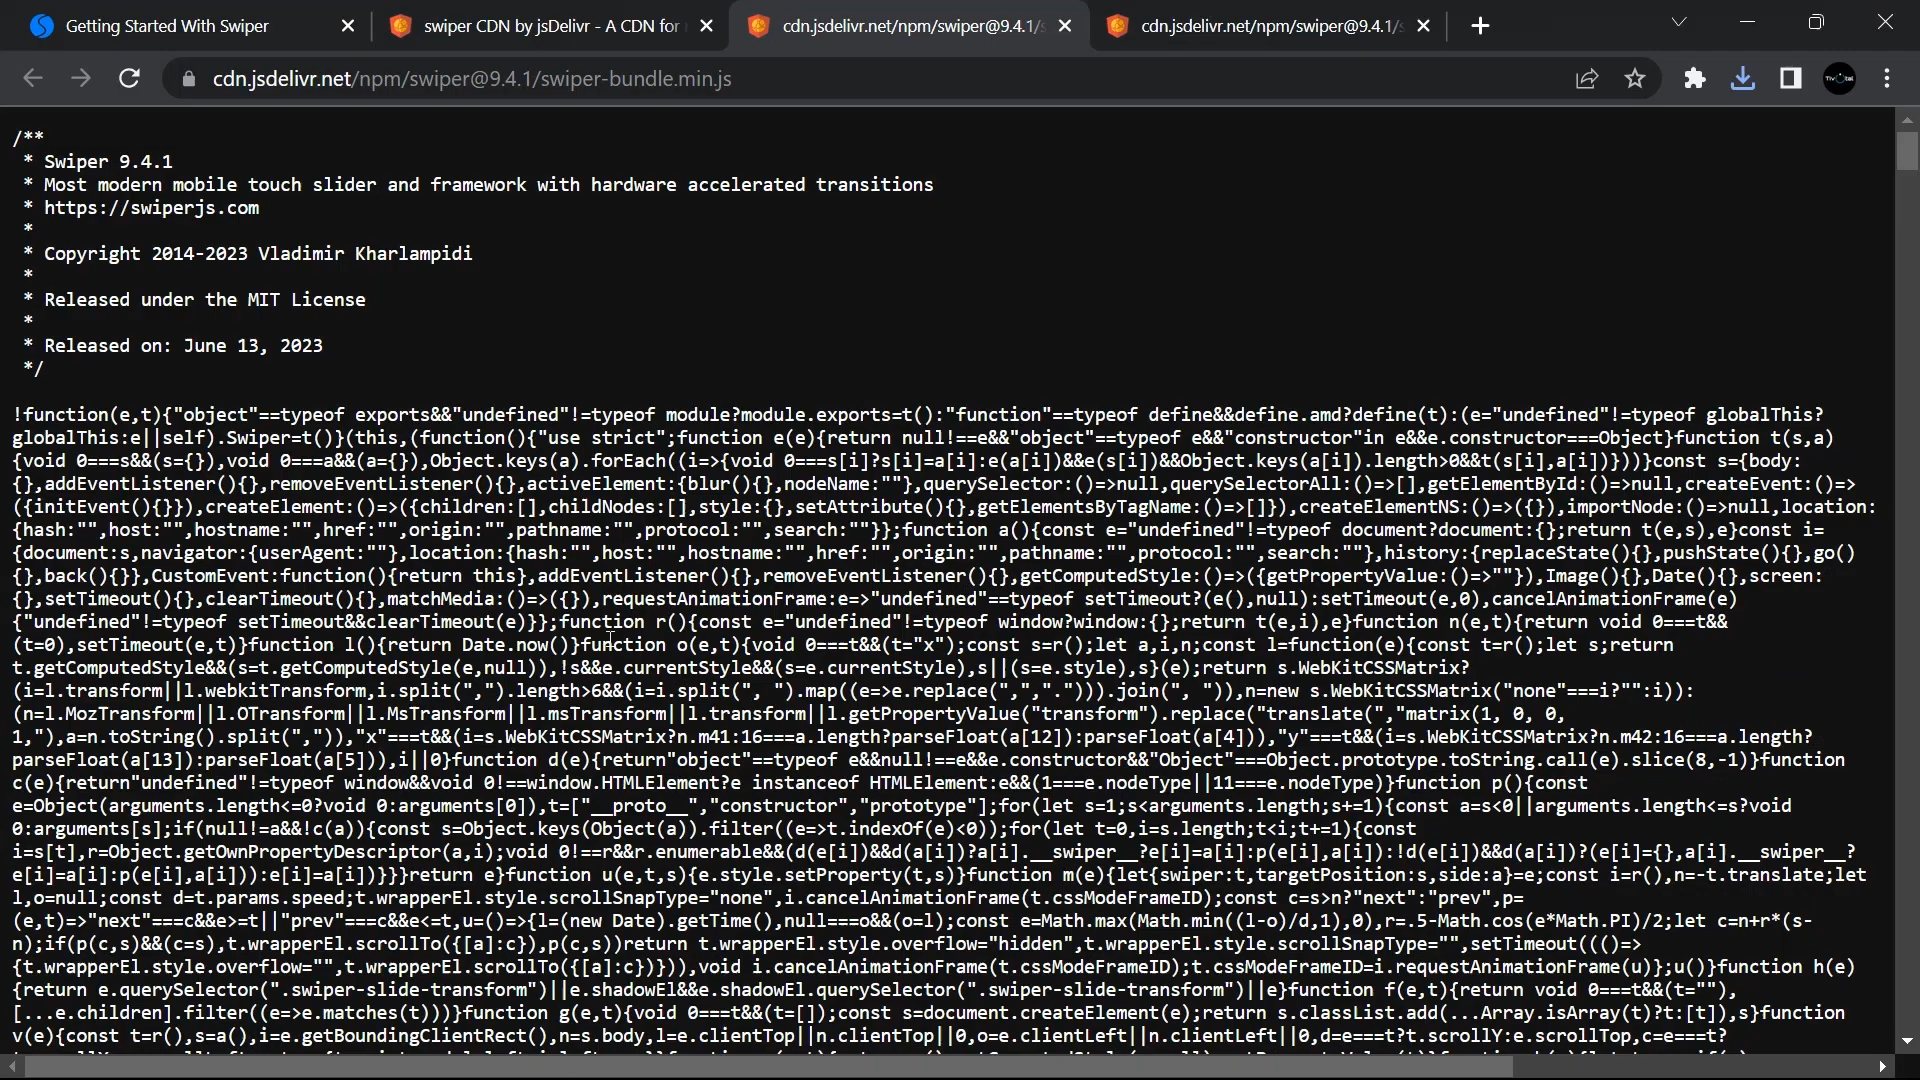 Getting Started With Swiper
swiper CDN by jsDelivr - A CDN for
cdn.jsdelivr.net/npm/swiper@9.4.1/s
cdn.jsdelivr.net/npm/swiper@9.4.1/s
cdn.jsdelivr.net/npm/swiper@9.4.1/swiper-bundle.min.js
/**
* Swiper 9.4.1
* Most modern mobile touch slider and framework with hardware accelerated transitions
* https://swiperjs.com
*
* Copyright 2014-2023 Vladimir Kharlampidi
*
* Released under the MIT License
*
* Released on: June 13, 2023
*/
!function(e,t){"object"==typeof exports&&"undefined"!=typeof module?module.exports=t():"function"==typeof define&&define.amd?define(t):(e="undefined"!=typeof globalThis?
globalThis:e||self).Swiper=t()}(this,(function(){"use strict";function e(e){return null!==e&&"object"==typeof e&&"constructor"in e&&e.constructor===Object}function t(s,a)
{void 0===s&&(s={}),void 0===a&&(a={}),Object.keys(a).forEach((i=>{void 0===s[i]?s[i]=a[i]:e(a[i])&&e(s[i])&&Object.keys(a[i]).length>0&&t(s[i],a[i])}))}const s={body:
{},addEventListener(){},removeEventListener(){},activeElement:{blur(){},nodeName:""},querySelector:()=>null,querySelectorAll:()=>[],getElementById:()=>null,createEvent:()=>
({initEvent(){}}),createElement:()=>({children:[],childNodes:[],style:{},setAttribute(){},getElementsByTagName:()=>[]}),createElementNS:()=>({}),importNode:()=>null,location:
{hash:"",host:"",hostname:"",href:"",origin:"",pathname:"",protocol:"",search:""}};function a(){const e="undefined"!=typeof document?document:{};return t(e,s),e}const i=
{document:s,navigator:{userAgent:""},location:{hash:"",host:"",hostname:"",href:"",origin:"",pathname:"",protocol:"",search:""},history:{replaceState(){},pushState(){},go()
{},back(){}},CustomEvent:function(){return this},addEventListener(){},removeEventListener(){},getComputedStyle:()=>({getPropertyValue:()=>""}),Image(){},Date(){},screen:
{},setTimeout(){},clearTimeout(){},matchMedia:()=>({}),requestAnimationFrame:e=>"undefined"==typeof setTimeout?(e(),null):setTimeout(e,0),cancelAnimationFrame(e)
{"undefined"!=typeof setTimeout&&clearTimeout(e)}};function r(){const e="undefined"!=typeof window?window:{};return t(e,i),e}function n(e,t){return void 0===t&&
(t=0),setTimeout(e,t)}function l(){return Date.now()}function o(e,t){void 0===t&&(t="x");const s=r();let a,i,n;const l=function(e){const t=r();let s;return
t.getComputedStyle&&(s=t.getComputedStyle(e,null)),!s&&e.currentStyle&&(s=e.currentStyle),s||(s=e.style),s}(e);return s.WebKitCSSMatrix?
(i=l.transform||l.webkitTransform,i.split(",").length>6&&(i=i.split(", ").map((e=>e.replace(",","."))).join(", ")),n=new s.WebKitCSSMatrix("none"===i?"":i)):
(n=l.MozTransform||l.OTransform||l.MsTransform||l.msTransform||l.transform||l.getPropertyValue("transform").replace("translate(","matrix(1, 0, 0,
1,"),a=n.toString().split(",")),"x"===t&&(i=s.WebKitCSSMatrix?n.m41:16===a.length?parseFloat(a[12]):parseFloat(a[4])),"y"===t&&(i=s.WebKitCSSMatrix?n.m42:16===a.length?
parseFloat(a[13]):parseFloat(a[5])),i||0}function d(e){return"object"==typeof e&&null!==e&&e.constructor&&"Object"===Object.prototype.toString.call(e).slice(8,-1)}function
c(e){return"undefined"!=typeof window&&void 0!==window.HTMLElement?e instanceof HTMLElement:e&&(1===e.nodeType||11===e.nodeType)}function p(){const
e=Object(arguments.length<=0?void 0:arguments[0]),t=["__proto__","constructor","prototype"];for(let s=1;s<arguments.length;s+=1){const a=s<0||arguments.length<=s?void
0:arguments[s];if(null!=a&&!c(a)){const s=Object.keys(Object(a)).filter((e=>t.indexOf(e)<0));for(let t=0,i=s.length;t<i;t+=1){const
i=s[t],r=Object.getOwnPropertyDescriptor(a,i);void 0!==r&&r.enumerable&&(d(e[i])&&d(a[i])?a[i].__swiper__?e[i]=a[i]:p(e[i],a[i]):!d(e[i])&&d(a[i])?(e[i]={},a[i].__swiper__?
e[i]=a[i]:p(e[i],a[i])):e[i]=a[i])}}}return e}function u(e,t,s){e.style.setProperty(t,s)}function m(e){let{swiper:t,targetPosition:s,side:a}=e;const i=r(),n=-t.translate;let
l,o=null;const d=t.params.speed;t.wrapperEl.style.scrollSnapType="none",i.cancelAnimationFrame(t.cssModeFrameID);const c=s>n?"next":"prev",p=
(e,t)=>"next"===c&&e>=t||"prev"===c&&e<=t,u=()=>{l=(new Date).getTime(),null===o&&(o=l);const e=Math.max(Math.min((l-o)/d,1),0),r=.5-Math.cos(e*Math.PI)/2;let c=n+r*(s-
n);if(p(c,s)&&(c=s),t.wrapperEl.scrollTo({[a]:c}),p(c,s))return t.wrapperEl.style.overflow="hidden",t.wrapperEl.style.scrollSnapType="",setTimeout((()=>
{t.wrapperEl.style.overflow="",t.wrapperEl.scrollTo({[a]:c})})),void i.cancelAnimationFrame(t.cssModeFrameID);t.cssModeFrameID=i.requestAnimationFrame(u)};u()}function h(e)
{return e.querySelector(".swiper-slide-transform")||e.shadowEl&&e.shadowEl.querySelector(".swiper-slide-transform")||e}function f(e,t){return void 0===t&&(t=""),
[...e.children].filter((e=>e.matches(t)))}function g(e,t){void 0===t&&(t=[]);const s=document.createElement(e);return s.classList.add(...Array.isArray(t)?t:[t]),s}function
v(e){const t=r(),s=a(),i=e.getBoundingClientRect(),n=s.body,l=e.clientTop||n.clientTop||0,o=e.clientLeft||n.clientLeft||0,d=e===t?t.scrollY:e.scrollTop,c=e===t?